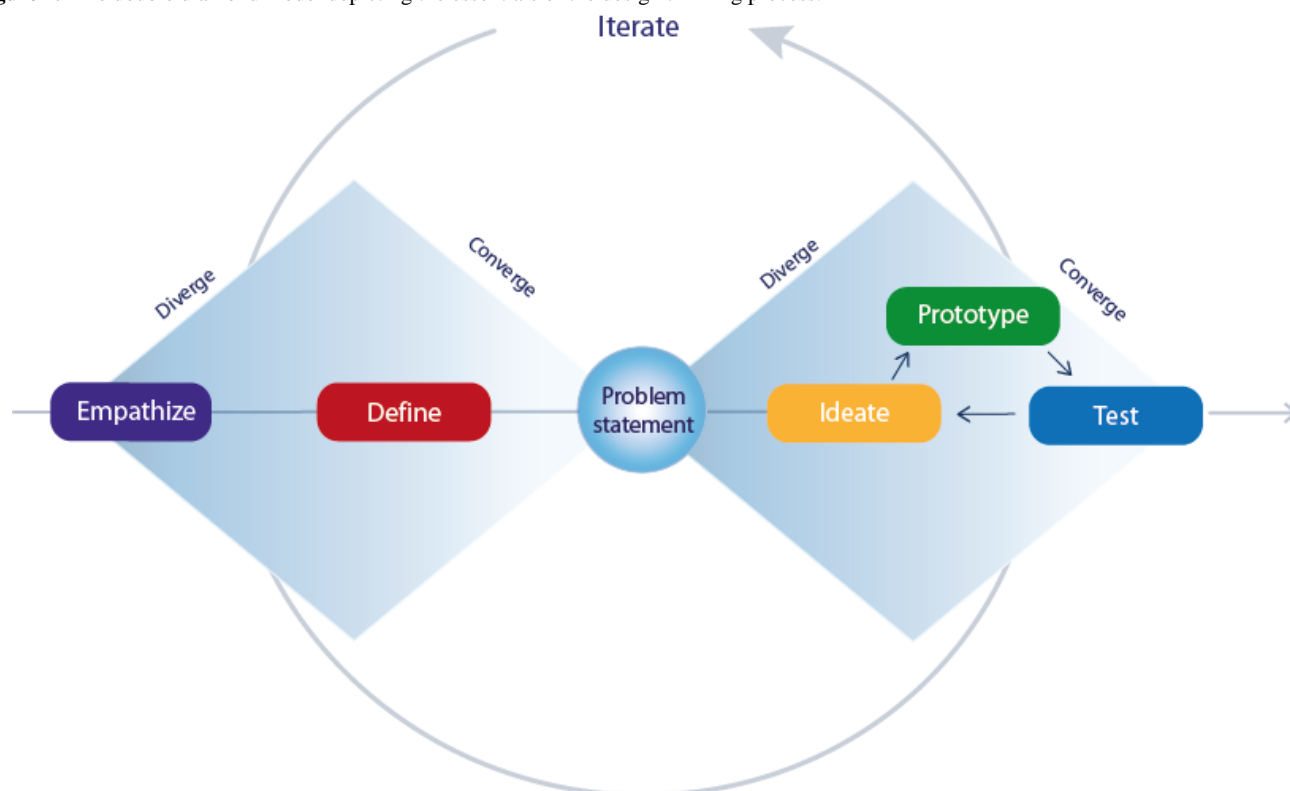 Iterate
Diverge
Converge
Diverge
Converge
Prototype
Empathize
Define
Problem
statement
Ideate
Test